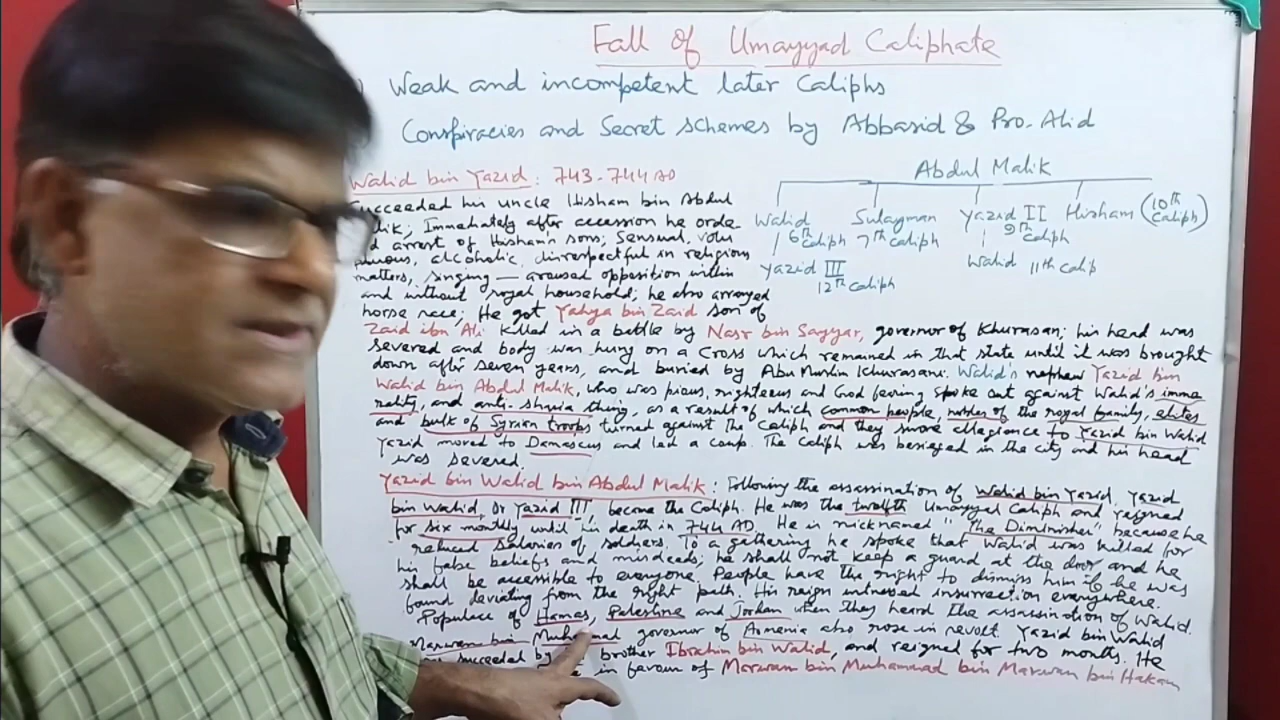 Fall of Umayyad Caliphate
Weak and incompetent later Caliphs
Conspiracies and Secret schemes by Abbasid & Pro-Alid
Abdul Malik
Walid 6th Caliph
Sulayman 7th Caliph
Yazid II 9th Caliph
Hisham (10th Caliph)
Yazid III 12th Caliph
Walid 11th Calip
Walid bin Yazid : 743-744 AD
Succeeded his uncle Hisham bin Abdul
lik; Immediately after accession he orde
arrest of Hisham's sons; Sensual, volu
uous, alcoholic, disrespectful in religious
matters, singing — aroused opposition within
and without royal household; he also arranged
horse race; He got Yahya bin Zaid son of
Zaid ibn Ali killed in a battle by Nasr bin Sayyar, governor of Khurasan; his head was
severed and body was hung on a Cross which remained in that state until it was brought
down after seven years, and buried by Abu Muslim Khurasani. Walid's nephew Yazid bin
Walid bin Abdul Malik, who was pious, righteous and God fearing spoke out against Walid's immo
rality, and anti-sharia thing, as a result of which common people, nobles of the royal family, elites
and bulk of Syrian troops turned against the Caliph and they swore allegiance to Yazid bin Walid
Yazid moved to Damascus and led a coup. The caliph was besieged in the city and his head
was severed.
Yazid bin Walid bin Abdul Malik : Following the assassination of Walid bin Yazid, Yazid
bin Walid, or Yazid III became the Caliph. He was the twelfth Umayyad Caliph and reigned
for six monthly until his death in 744 AD. He is nicknamed "The Diminisher" because he
reduced salaries of soldiers. To a gathering he spoke that Walid was killed for
his false beliefs and misdeeds; he shall not keep a guard at the door and he
shall be accessible to everyone. People have the right to dismiss him if he was
found deviating from the right path. His reign witnessed insurrection everywhere.
Populace of Hamas, Palestine and Jordan when they heard the assassination of Walid.
Marwan bin Muhammad governor of Armenia also rose in revolt. Yazid bin Walid
was succeeded by brother Ibrahim bin Walid, and reigned for two months. He
in favour of Marwan bin Muhammad bin Marwan bin Hakam